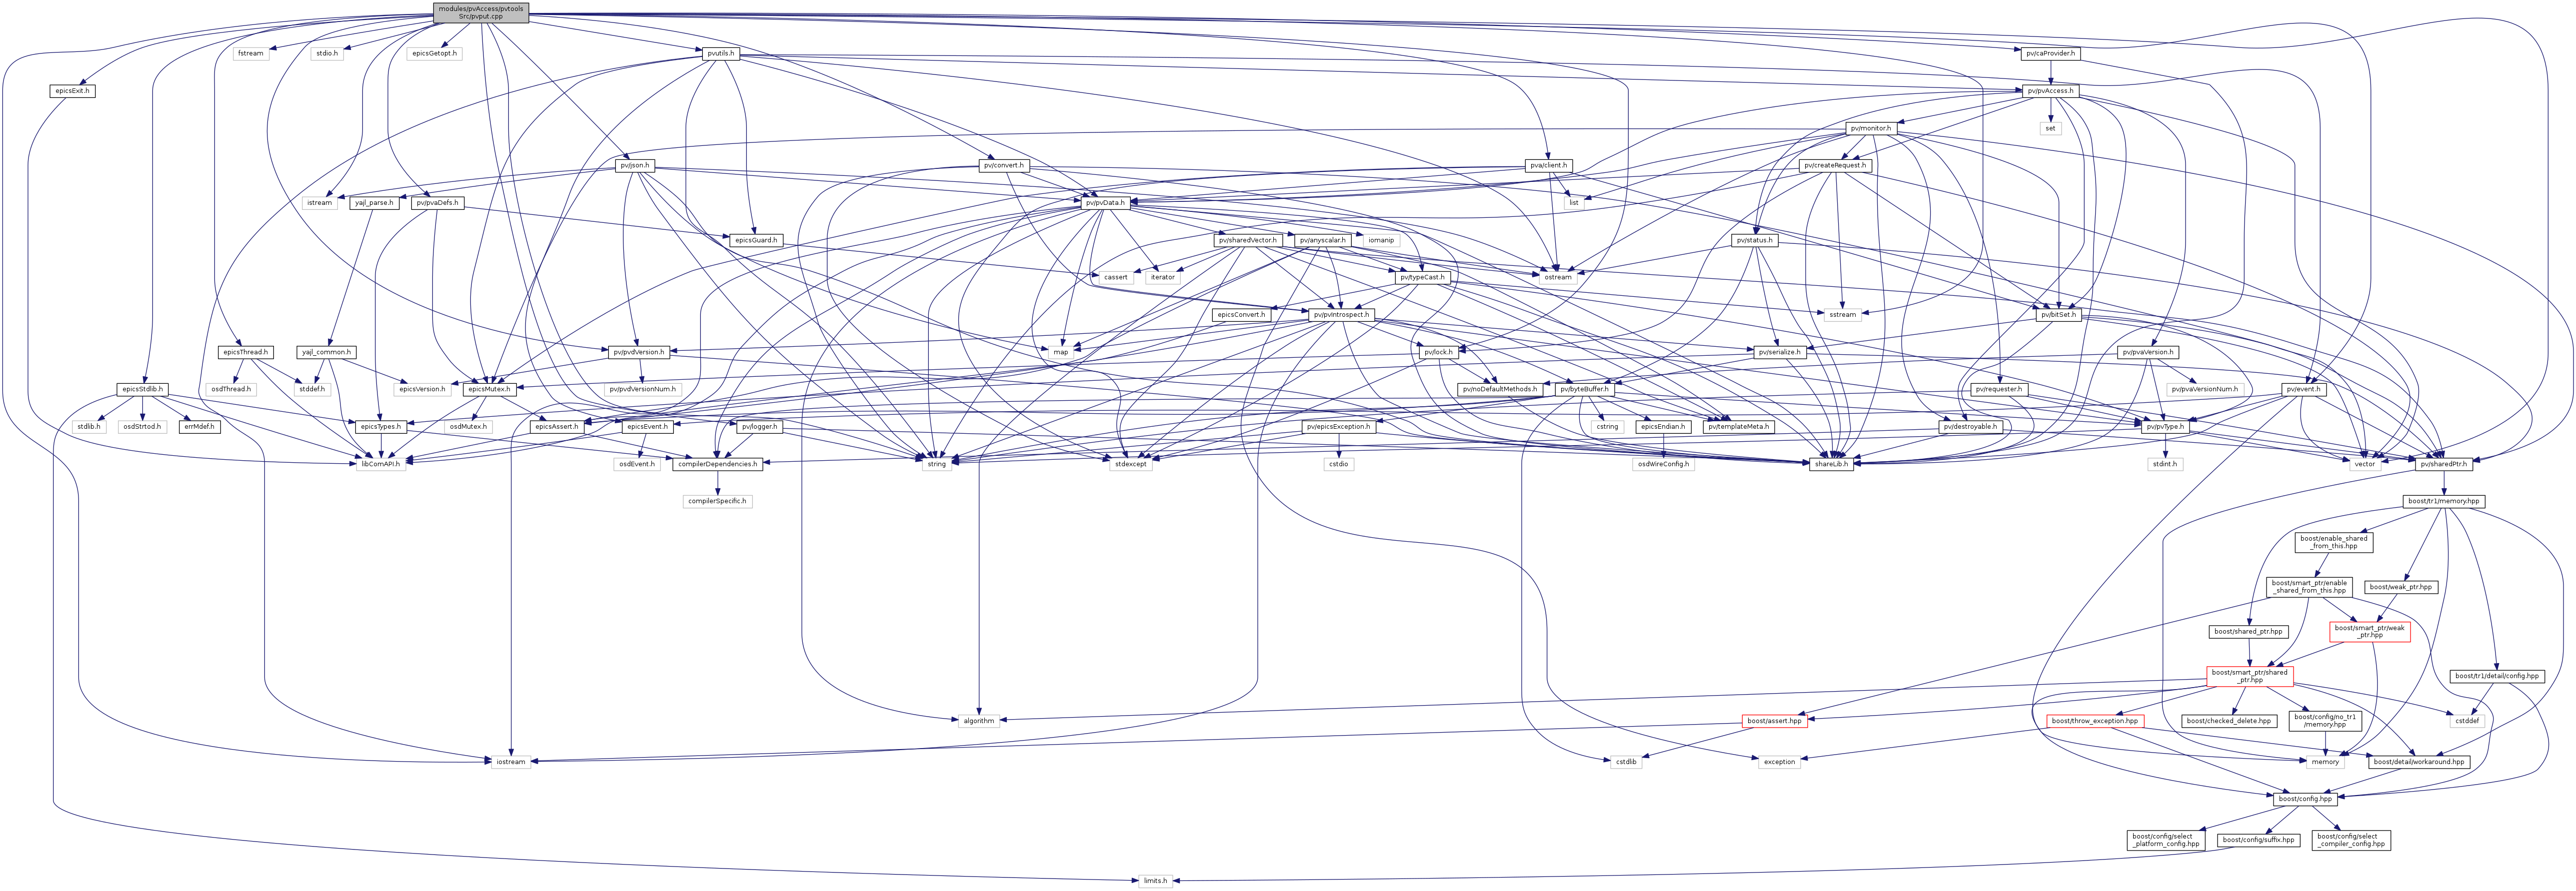 modules/pvAccess/pvtools
Src/pvput.cpp
fstream
stdio.h
epicsGetopt.h
pvutils.h
pv/caProvider.h
epicsExit.h
pv/pvAccess.h
set
pv/monitor.h
pv/json.h
pv/convert.h
pva/client.h
pv/createRequest.h
istream
yajl_parse.h
pv/pvaDefs.h
pv/pvData.h
list
epicsGuard.h
pv/sharedVector.h
pv/anyscalar.h
iomanip
pv/status.h
cassert
iterator
pv/typeCast.h
ostream
epicsConvert.h
pv/pvIntrospect.h
sstream
pv/bitSet.h
epicsThread.h
yajl_common.h
pv/pvdVersion.h
map
pv/lock.h
pv/serialize.h
pv/pvaVersion.h
epicsStdlib.h
osdThread.h
stddef.h
epicsVersion.h
epicsMutex.h
pv/pvdVersionNum.h
pv/noDefaultMethods.h
pv/byteBuffer.h
pv/requester.h
pv/pvaVersionNum.h
pv/event.h
stdlib.h
osdStrtod.h
errMdef.h
epicsTypes.h
osdMutex.h
epicsAssert.h
epicsEvent.h
pv/logger.h
pv/epicsException.h
cstring
epicsEndian.h
pv/templateMeta.h
pv/destroyable.h
pv/pvType.h
libComAPI.h
osdEvent.h
compilerDependencies.h
string
stdexcept
cstdio
osdWireConfig.h
shareLib.h
stdint.h
vector
pv/sharedPtr.h
compilerSpecific.h
boost/tr1/memory.hpp
boost/enable_shared
_from_this.hpp
boost/smart_ptr/enable
_shared_from_this.hpp
boost/weak_ptr.hpp
boost/shared_ptr.hpp
boost/smart_ptr/weak
_ptr.hpp
boost/smart_ptr/shared
_ptr.hpp
boost/tr1/detail/config.hpp
algorithm
boost/assert.hpp
boost/throw_exception.hpp
boost/checked_delete.hpp
boost/config/no_tr1
/memory.hpp
cstddef
iostream
cstdlib
exception
memory
boost/detail/workaround.hpp
boost/config.hpp
boost/config/select
_platform_config.hpp
boost/config/suffix.hpp
boost/config/select
_compiler_config.hpp
limits.h